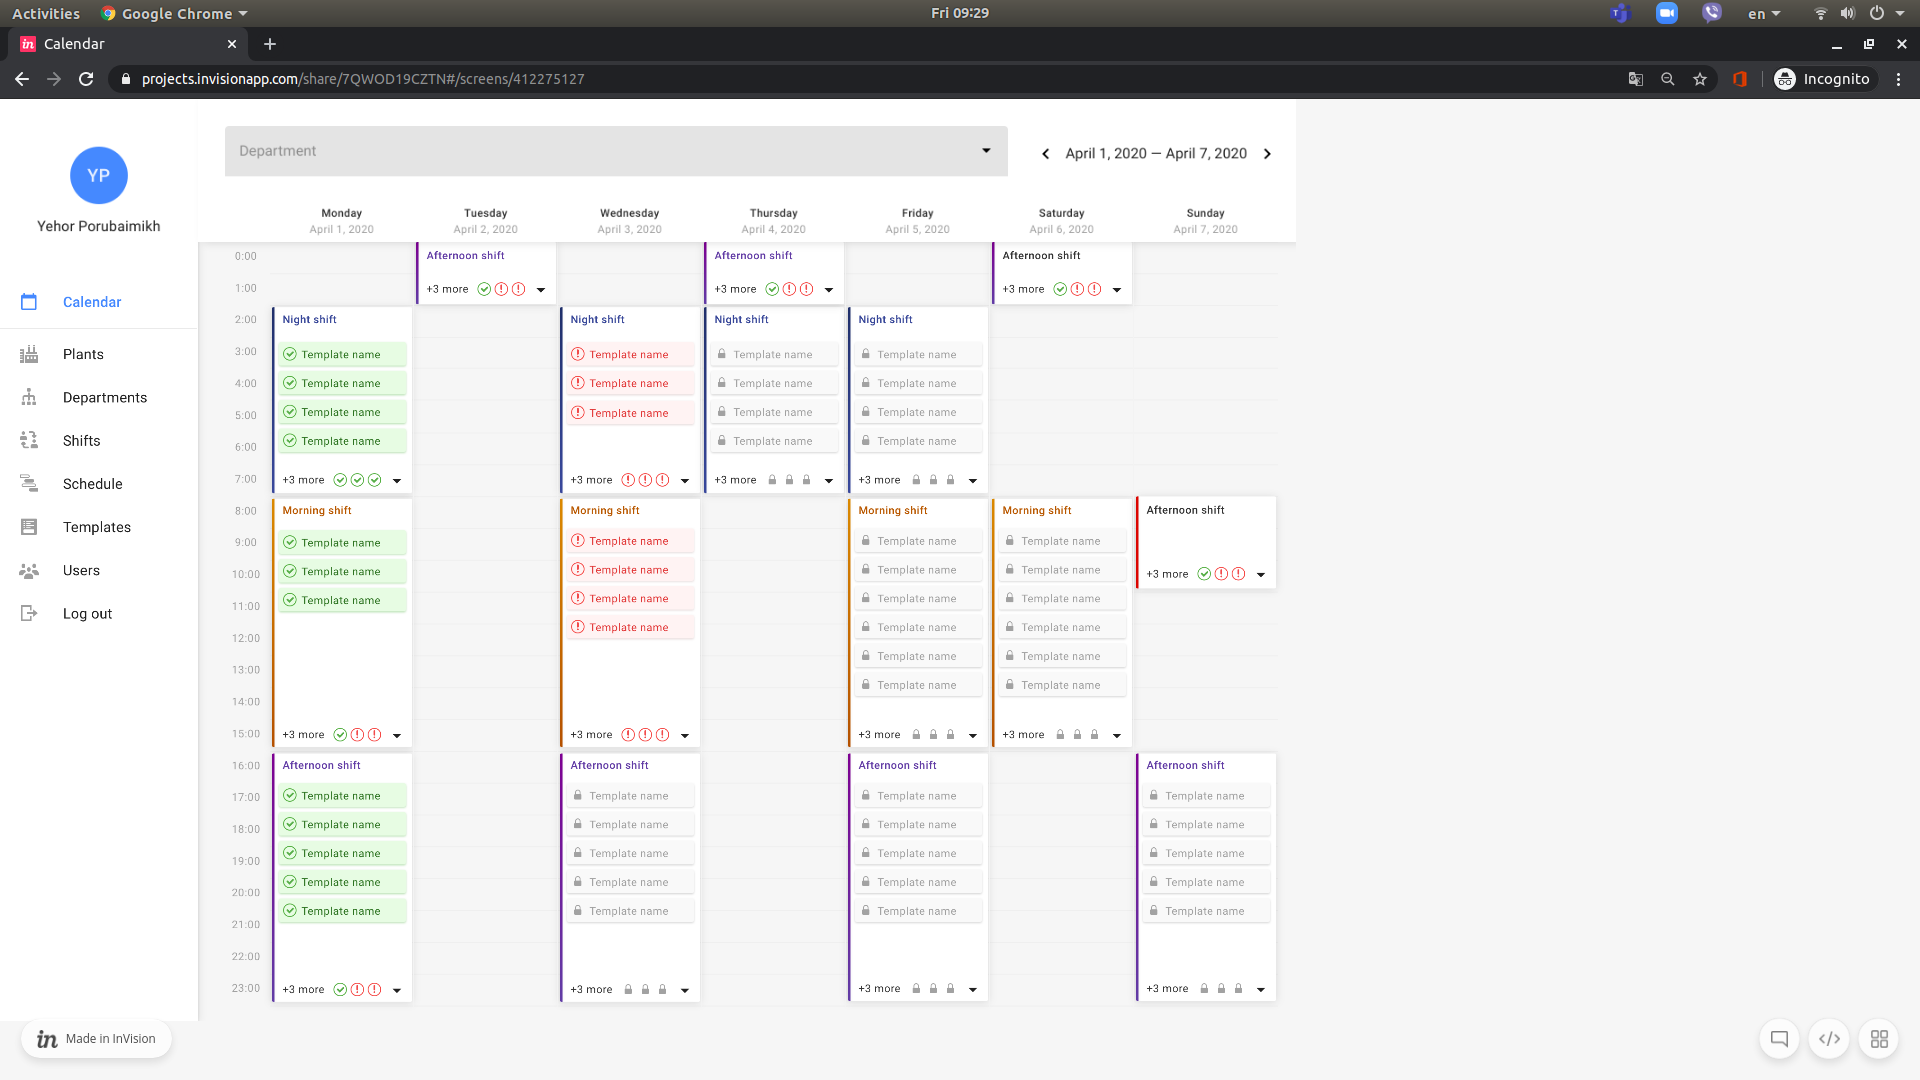 Activities
Google Chrome
Fri 09:29
en
in Calendar
projects.invisionapp.com/share/7QWOD19CZTN#/screens/412275127
Incognito
YP
Yehor Porubaimikh
Calendar
Plants
Departments
Shifts
Schedule
Templates
Users
Log out
Department
April 1, 2020 — April 7, 2020
Monday Tuesday Wednesday Thursday Friday Saturday Sunday
April 1, 2020 April 2, 2020 April 3, 2020 April 4, 2020 April 5, 2020 April 6, 2020 April 7, 2020
0:00 Afternoon shift Afternoon shift Afternoon shift
1:00 +3 more +3 more +3 more
2:00 Night shift Night shift Night shift Night shift
3:00 Template name Template name Template name Template name
4:00 Template name Template name Template name Template name
5:00 Template name Template name Template name Template name
6:00 Template name Template name Template name
7:00 +3 more +3 more +3 more +3 more
8:00 Morning shift Morning shift Morning shift Morning shift Afternoon shift
9:00 Template name Template name Template name Template name
10:00 Template name Template name Template name Template name +3 more
11:00 Template name Template name Template name Template name
12:00 Template name Template name Template name
13:00 Template name Template name
14:00 Template name Template name
15:00 +3 more +3 more +3 more +3 more
16:00 Afternoon shift Afternoon shift Afternoon shift Afternoon shift
17:00 Template name Template name Template name Template name
18:00 Template name Template name Template name Template name
19:00 Template name Template name Template name Template name
20:00 Template name Template name Template name Template name
21:00 Template name Template name Template name Template name
22:00
23:00 +3 more +3 more +3 more +3 more
in Made in InVision